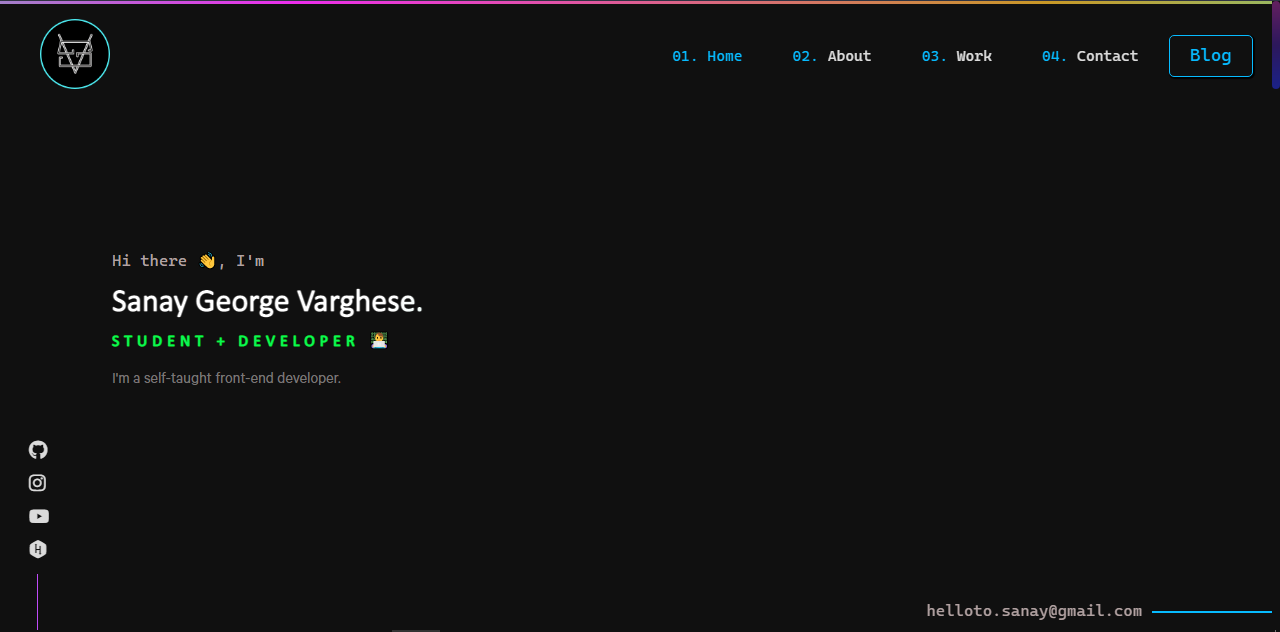 01. Home 02. About 03. Work 04. Contact Blog
Hi there 👋, I'm
Sanay George Varghese.
STUDENT + DEVELOPER 👨‍💻
I'm a self-taught front-end developer.
helloto.sanay@gmail.com